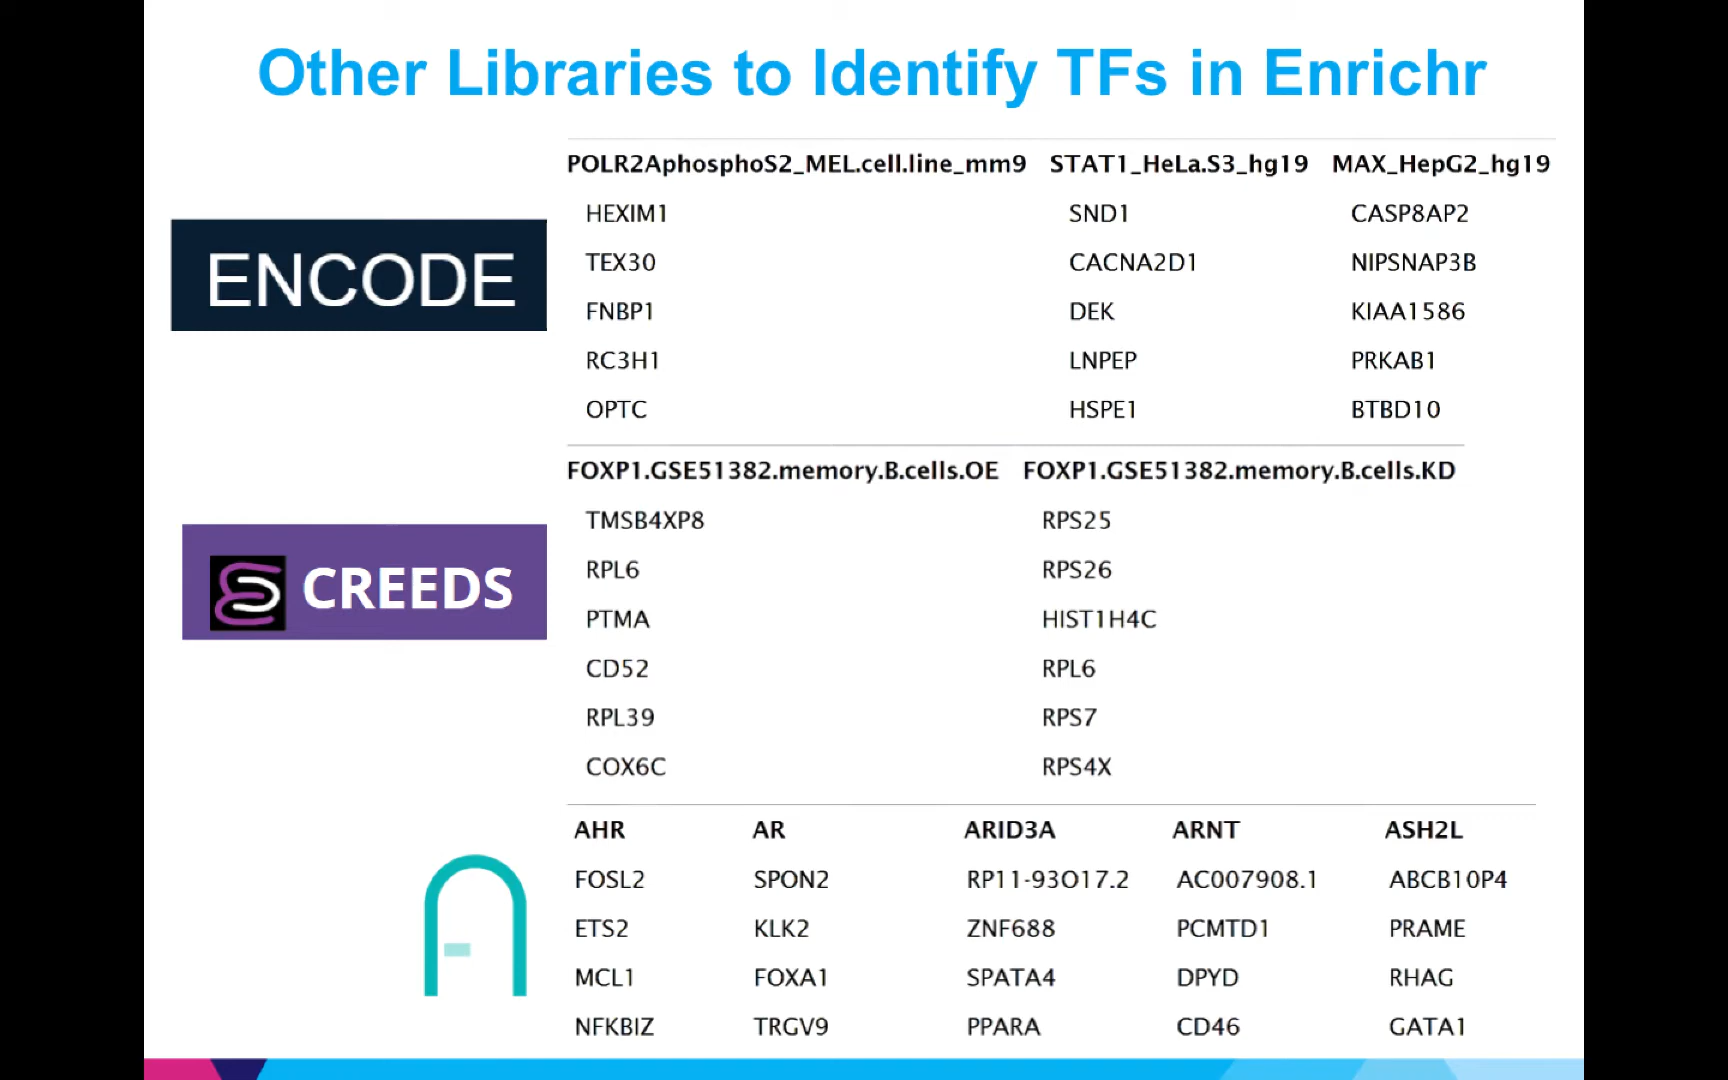 Other Libraries to Identify TFs in Enrichr
POLR2AphosphoS2_MEL.cell.line_mm9 STAT1_HeLa.S3_hg19 MAX_HepG2_hg19
HEXIM1 SND1 CASP8AP2
ENCODE
TEX30 CACNA2D1 NIPSNAP3B
FNBP1 DEK KIAA1586
RC3H1 LNPEP PRKAB1
OPTC HSPE1 BTBD10
FOXP1.GSE51382.memory.B.cells.OE FOXP1.GSE51382.memory.B.cells.KD
TMSB4XP8 RPS25
CREEDS
RPL6 RPS26
PTMA HIST1H4C
CD52 RPL6
RPL39 RPS7
COX6C RPS4X
AHR AR ARID3A ARNT ASH2L
FOSL2 SPON2 RP11-93O17.2 AC007908.1 ABCB10P4
ETS2 KLK2 ZNF688 PCMTD1 PRAME
MCL1 FOXA1 SPATA4 DPYD RHAG
NFKBIZ TRGV9 PPARA CD46 GATA1